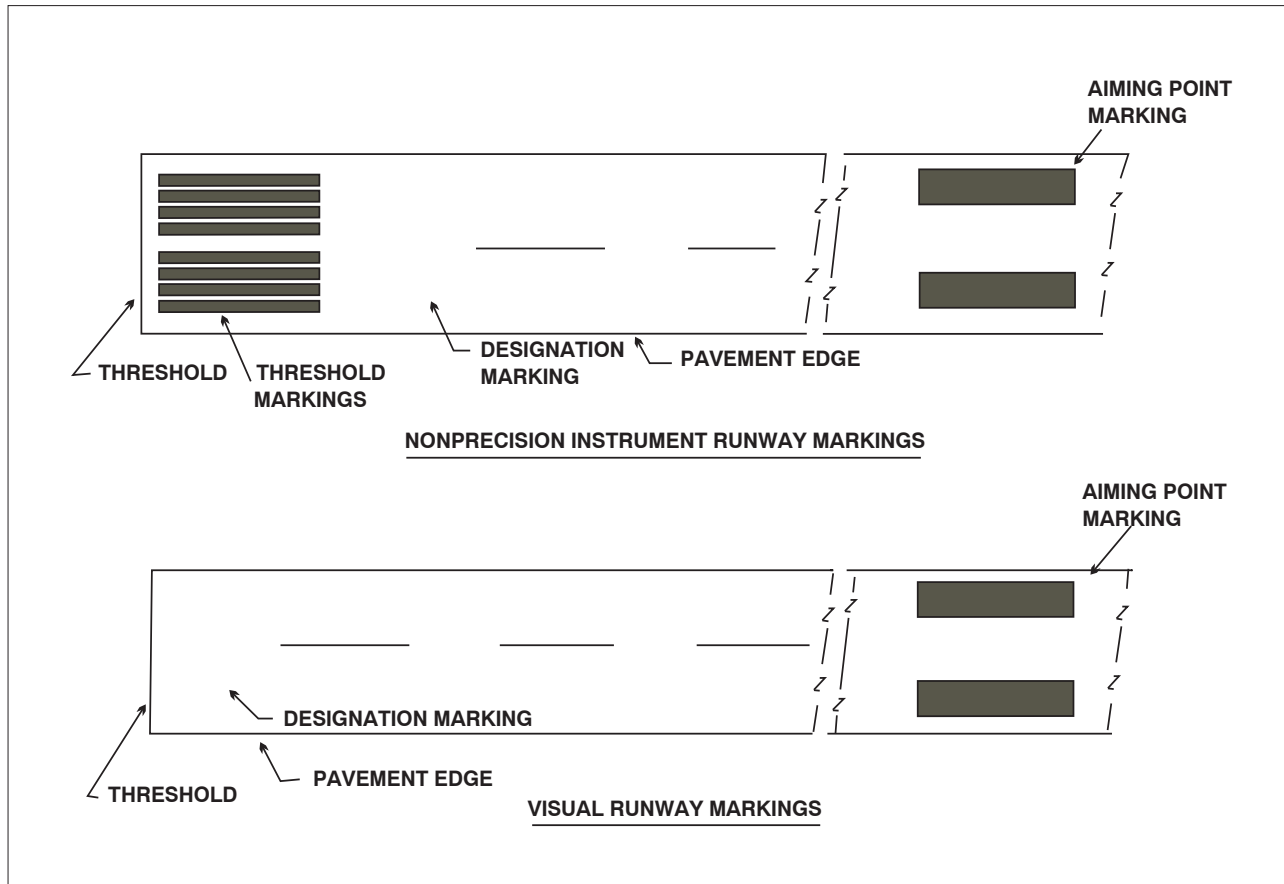 AIMING POINT
MARKING
DESIGNATION
MARKING
PAVEMENT EDGE
THRESHOLD
THRESHOLD
MARKINGS
NONPRECISION INSTRUMENT RUNWAY MARKINGS
AIMING POINT
MARKING
DESIGNATION MARKING
PAVEMENT EDGE
THRESHOLD
VISUAL RUNWAY MARKINGS